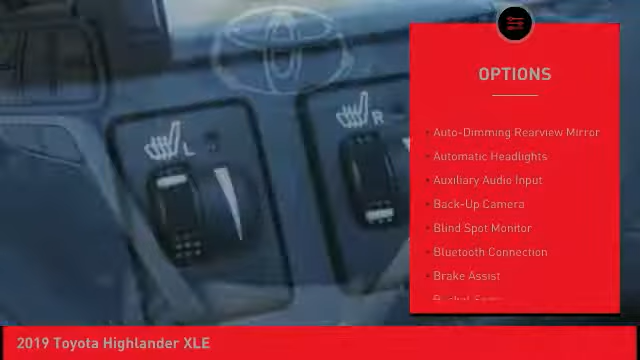 OPTIONS
Auto-Dimming Rearview Mirror
Automatic Headlights
Auxiliary Audio Input
Back-Up Camera
Blind Spot Monitor
Bluetooth Connection
Brake Assist
L
R
2019 Toyota Highlander XLE